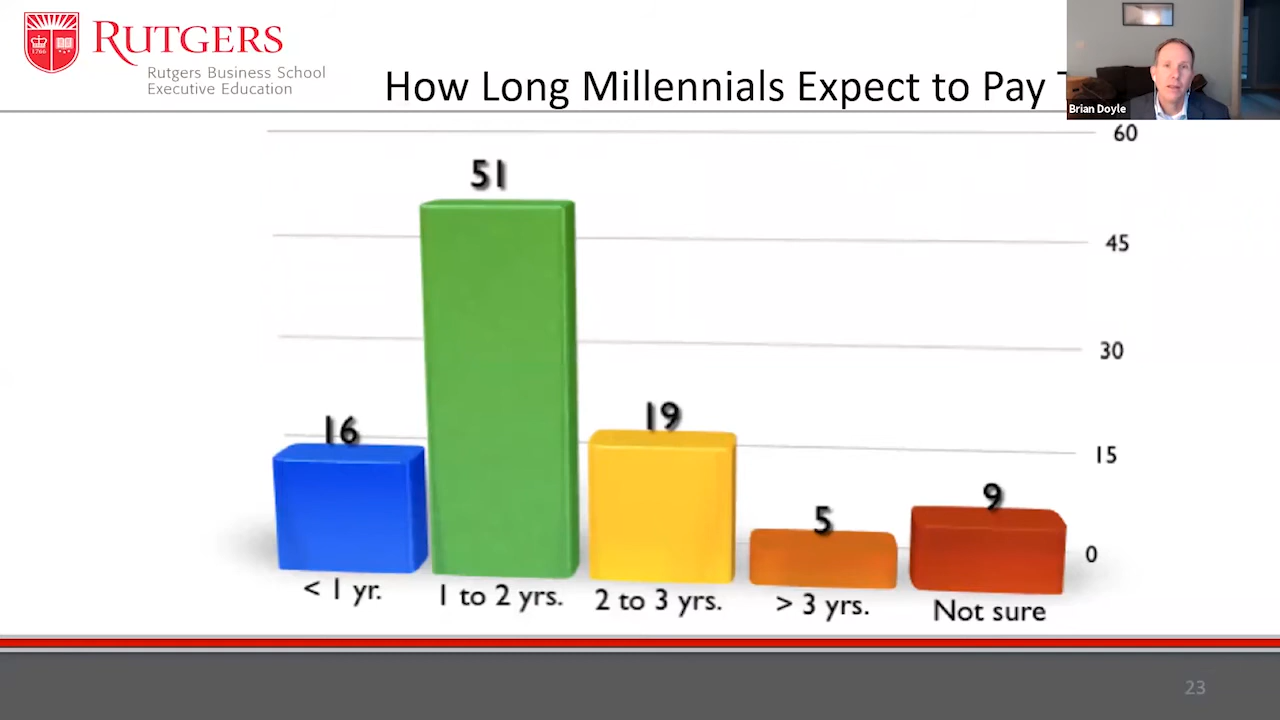 RUTGERS
Rutgers Business School
Executive Education
1766
How Long Millennials Expect to Pay
Brian Doyle
60
51
45
30
16
19
15
5
9
0
< 1 yr.
1 to 2 yrs.
2 to 3 yrs.
> 3 yrs.
Not sure
23